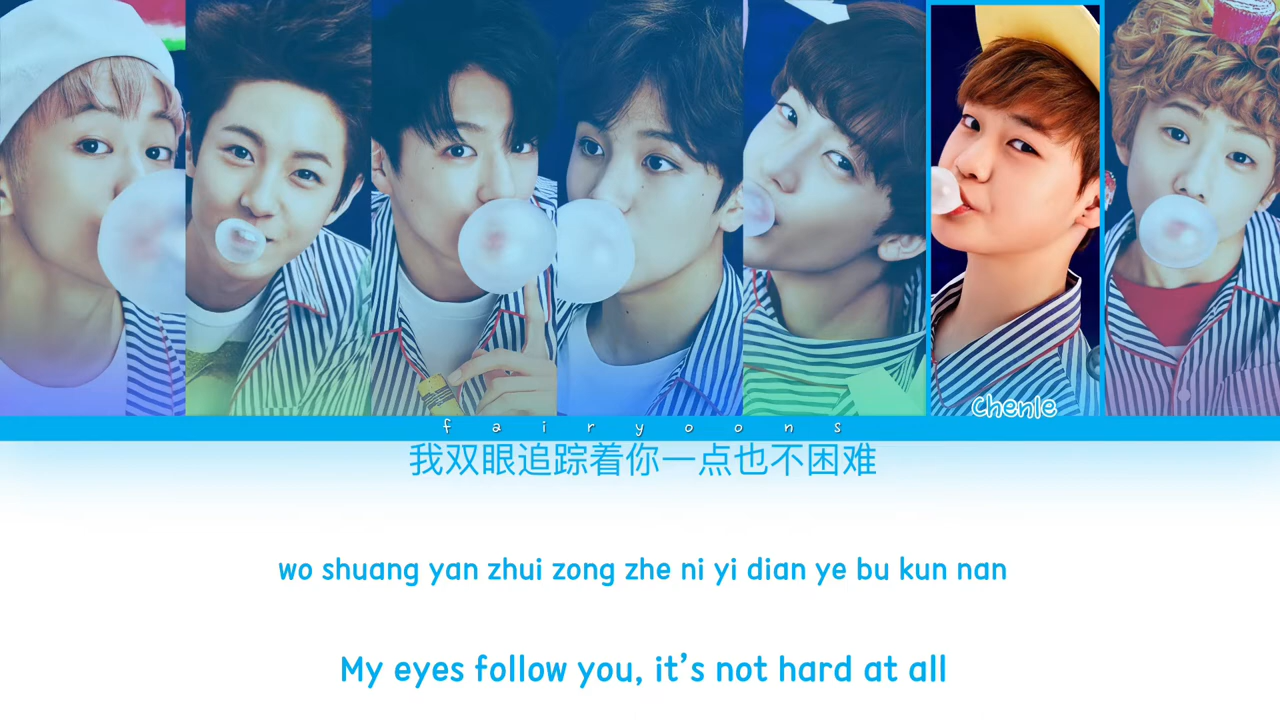 Chenle
fairyoons
我双眼追踪着你一点也不困难
wo shuang yan zhui zong zhe ni yi dian ye bu kun nan
My eyes follow you, it's not hard at all